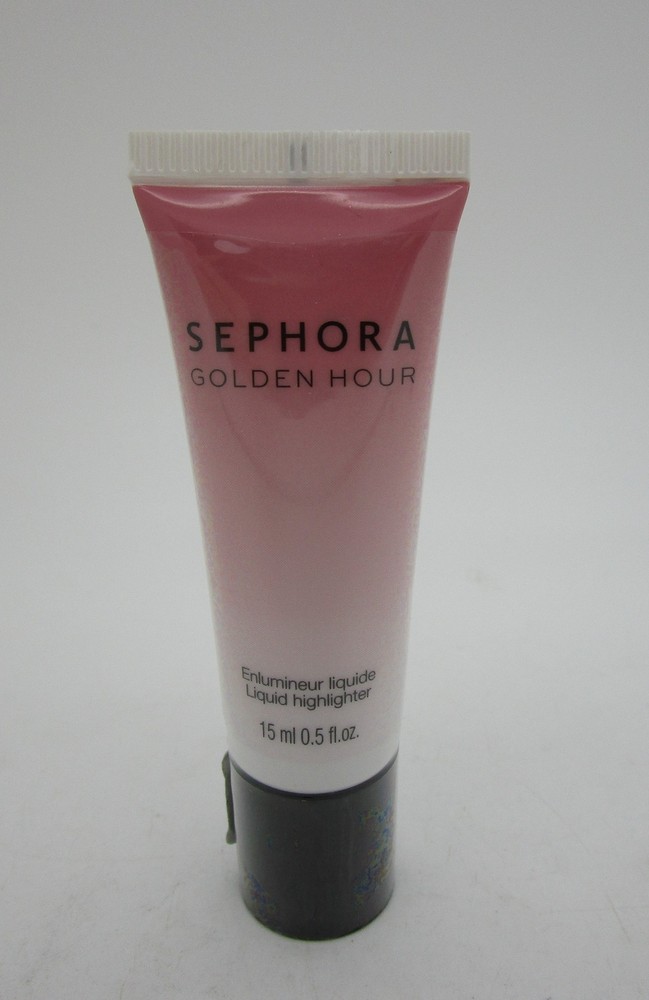 SEPHORA
GOLDEN HOUR
Enlumineur liquide
Liquid highlighter
15 ml 0.5 fl.oz.